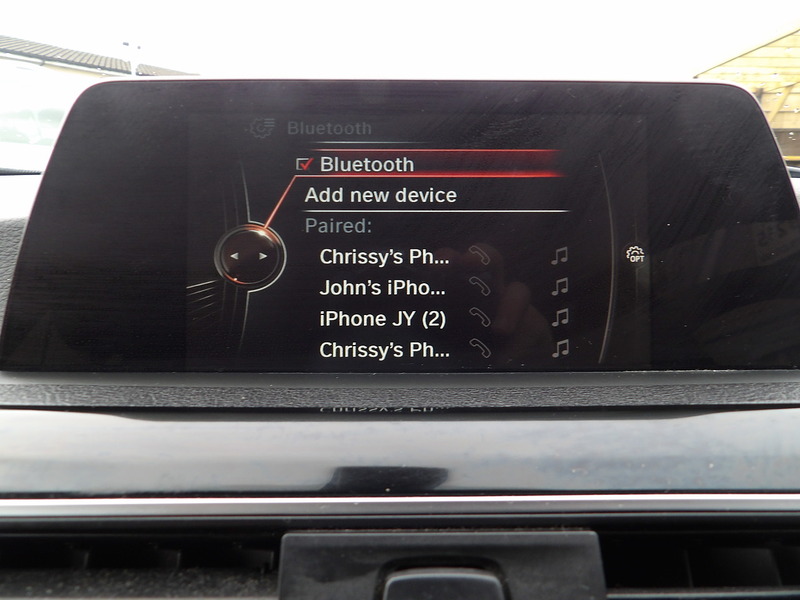 Bluetooth
Bluetooth
Add new device
Paired:
Chrissy's Ph...
John's iPho...
iPhone JY (2)
Chrissy's Ph...
OPT